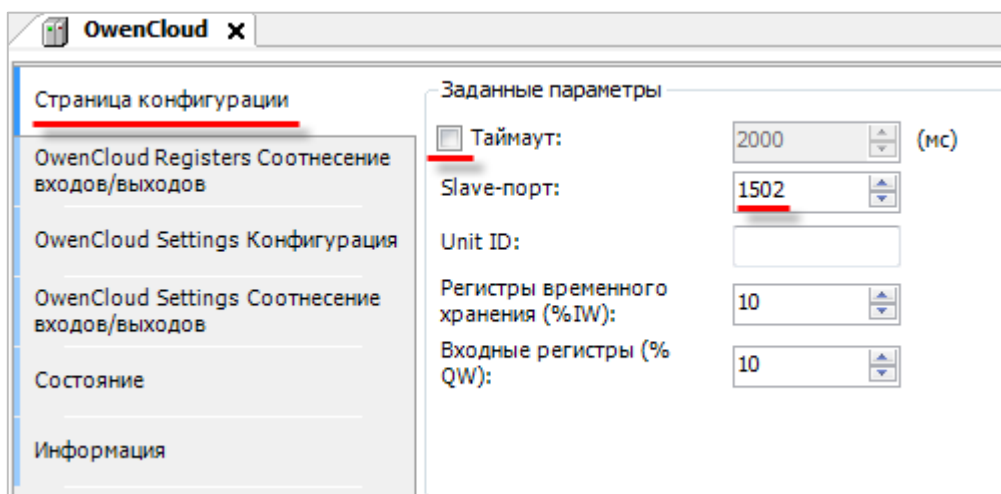 OwenCloud
Страница конфигурации
OwenCloud Registers Соотнесение
входов/выходов
OwenCloud Settings Конфигурация
OwenCloud Settings Соотнесение
входов/выходов
Состояние
Информация
Заданные параметры
Таймаут: 2000 (мс)
Slave-порт: 1502
Unit ID:
Регистры временного
хранения (%IW): 10
Входные регистры (%
QW): 10